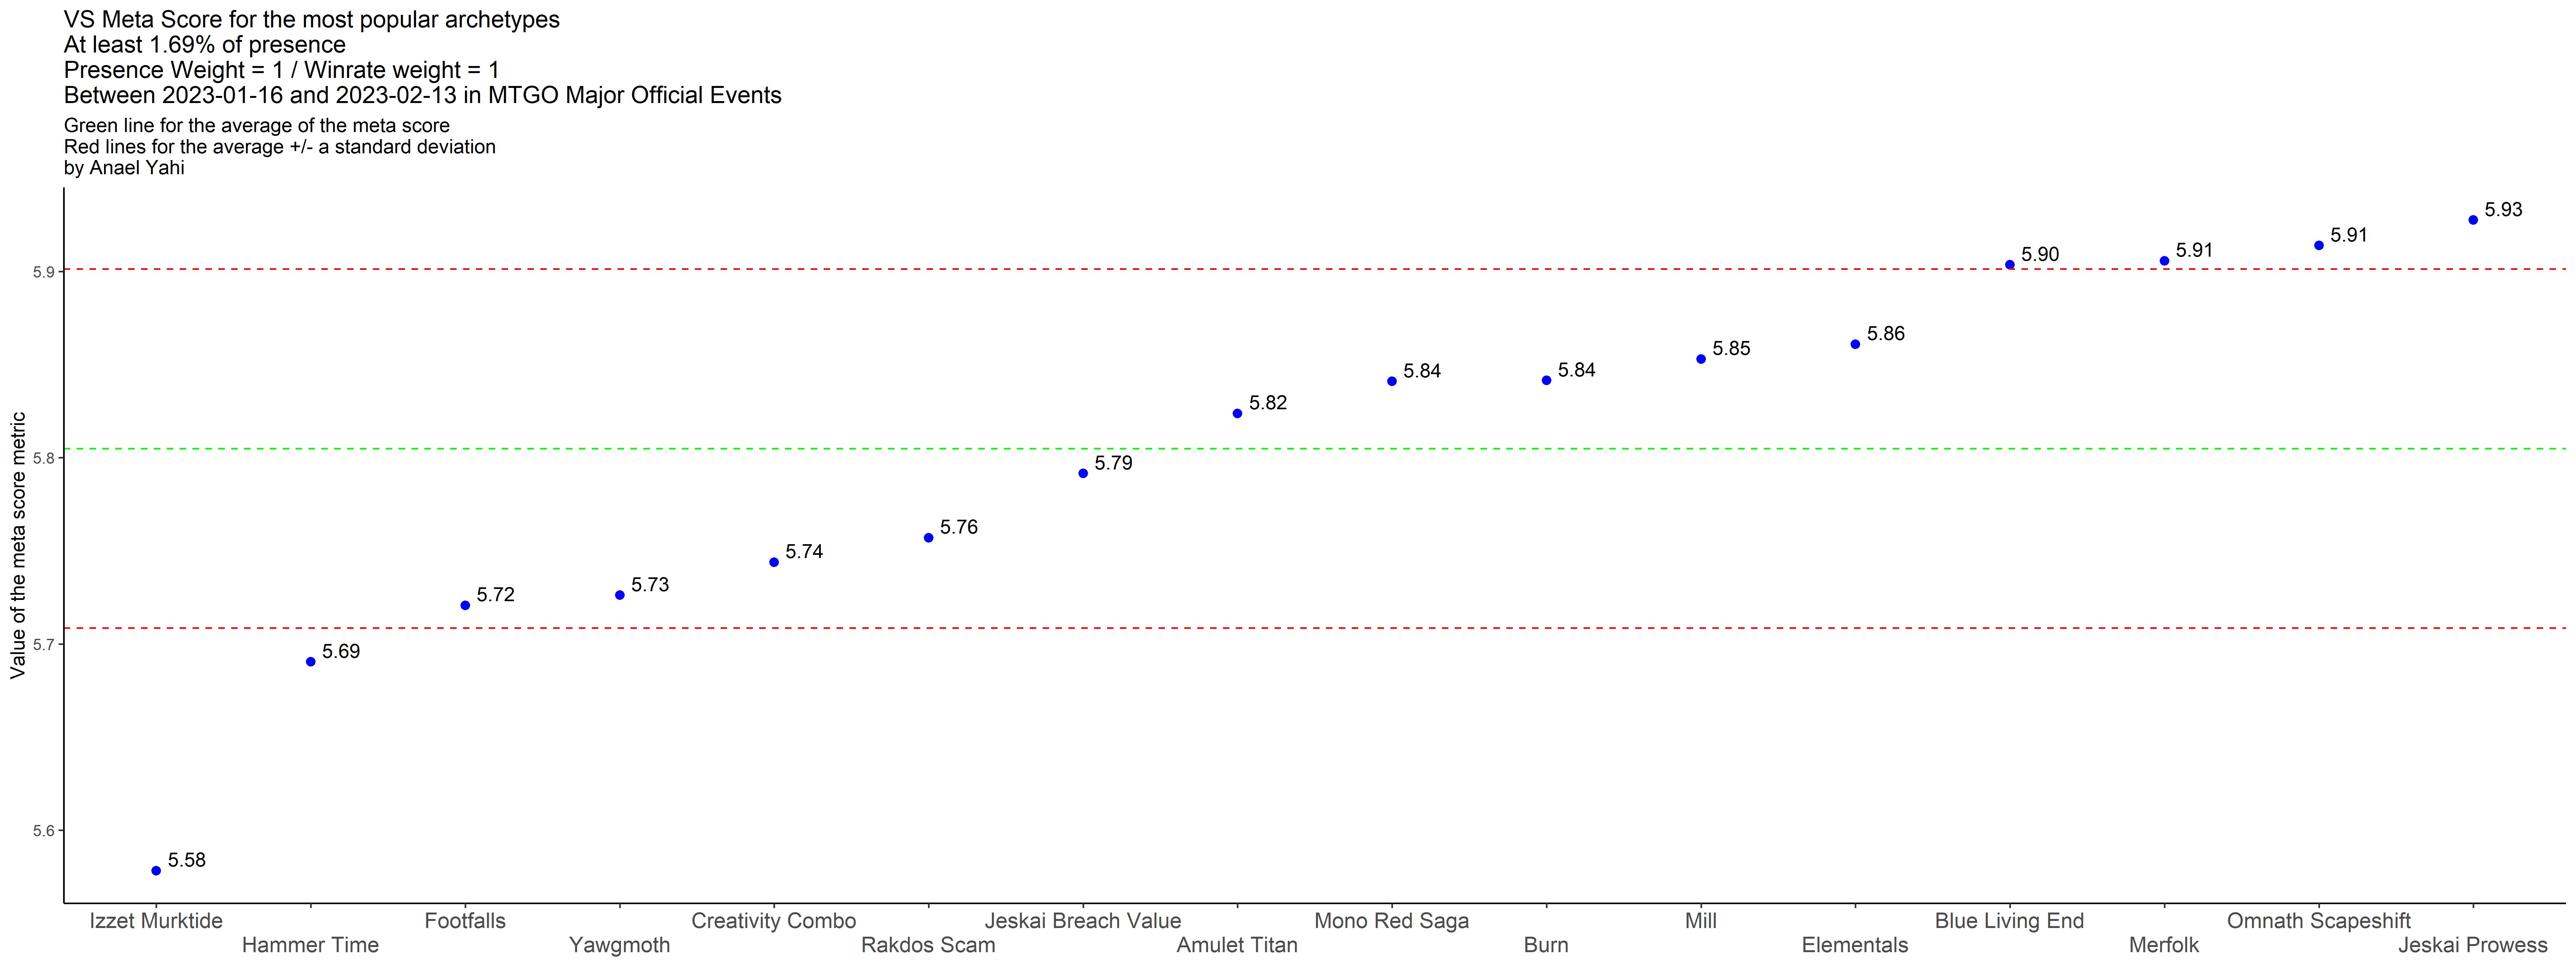 VS Meta Score for the most popular archetypes
At least 1.69% of presence
Presence Weight = 1 / Winrate weight = 1
Between 2023-01-16 and 2023-02-13 in MTGO Major Official Events
Green line for the average of the meta score
Red lines for the average +/- a standard deviation
by Anael Yahi
Value of the meta score metric
5.9
5.8
5.7
5.6
5.58
5.69
5.72
5.73
5.74
5.76
5.79
5.82
5.84
5.84
5.85
5.86
5.90
5.91
5.91
5.93
Izzet Murktide
Hammer Time
Footfalls
Yawgmoth
Creativity Combo
Rakdos Scam
Jeskai Breach Value
Amulet Titan
Mono Red Saga
Burn
Mill
Elementals
Blue Living End
Merfolk
Omnath Scapeshift
Jeskai Prowess